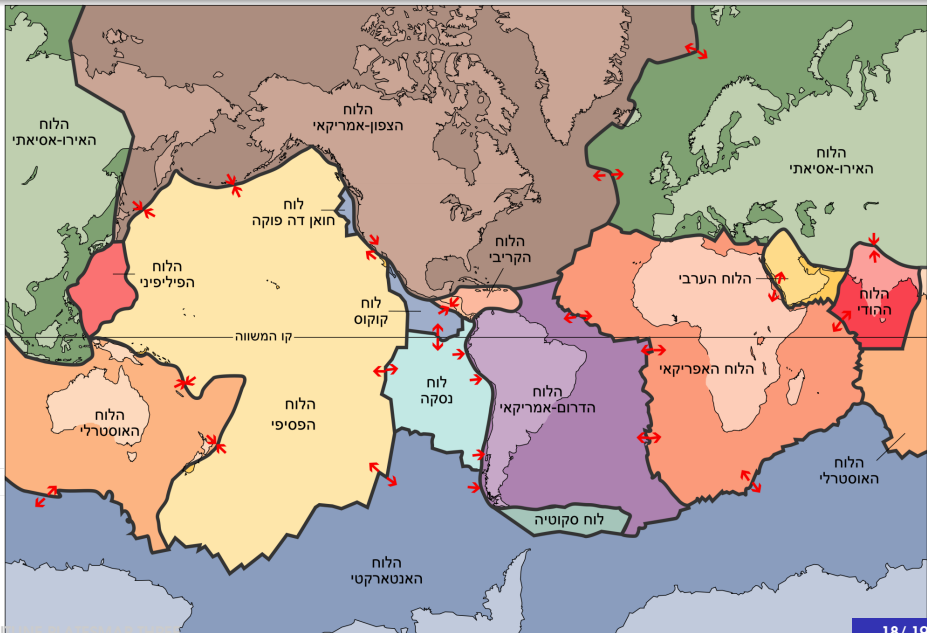 הלוח
האירו-אסיאתי
הלוח
הצפון-אמריקאי
הלוח
האירו-אסיאתי
לוח
חואן דה פוקה
הלוח
הקריבי
הלוח
הפיליפיני
הלוח הערבי
הלוח
ההודי
לוח
קוקוס
קו המשווה
הלוח האפריקאי
לוח
נסקה
הלוח
הדרום-אמריקאי
הלוח
הפסיפי
הלוח
האוסטרלי
הלוח
האוסטרלי
לוח סקוטיה
הלוח
האנטארקטי
18 / 19